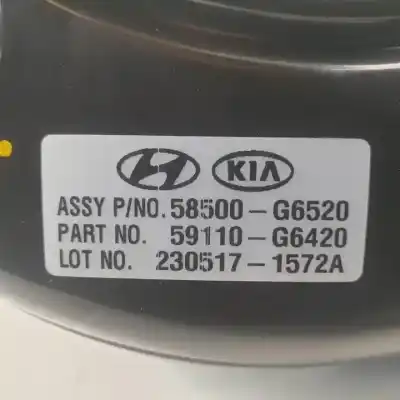 KIA
ASSY P/NO. 58500-G6520
PART NO. 59110-G6420
LOT NO. 230517-1572A